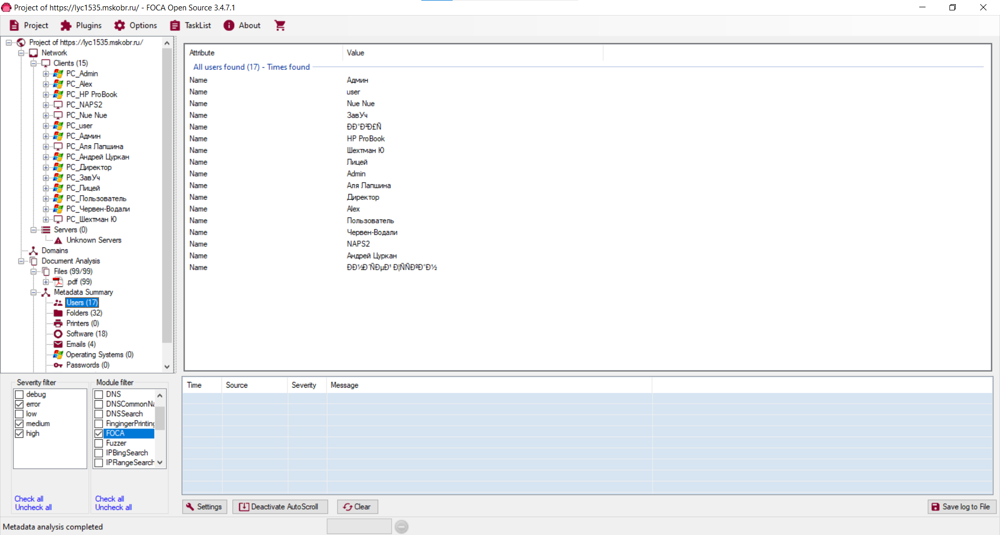 Project of https://lyc1535.mskobr.ru/ - FOCA Open Source 3.4.7.1
Project Plugins Options TaskList About
Project of https://lyc1535.mskobr.ru/
Network
Clients (15)
PC_Admin
PC_Alex
PC_HP ProBook
PC_NAPS2
PC_Nue Nue
PC_user
PC_Админ
PC_Аля Лапшина
PC_Андрей Цуркан
PC_Директор
PC_ЗавУч
PC_Лицей
PC_Пользователь
PC_Червен-Водали
PC_Шехтман Ю
Servers (0)
Unknown Servers
Domains
Document Analysis
Files (99/99)
.pdf (99)
Metadata Summary
Users (17)
Folders (32)
Printers (0)
Software (18)
Emails (4)
Operating Systems (0)
Passwords (0)
Attribute Value
All users found (17) - Times found
Name Админ
Name user
Name Nue Nue
Name ЗавУч
Name ÐÐ°Ð²Ð£Ñ
Name HP ProBook
Name Шехтман Ю
Name Лицей
Name Admin
Name Аля Лапшина
Name Директор
Name Alex
Name Пользователь
Name Червен-Водали
Name NAPS2
Name Андрей Цуркан
Name ÐÐ½Ð´ÑÐµÐ¹ Ð¦ÑÑÐºÐ°Ð½
Severity filter
debug
error
low
medium
high
Check all
Uncheck all
Module filter
DNS
DNSCommonNa
DNSSearch
FingingerPrinting
FOCA
Fuzzer
IPBingSearch
IPRangeSearch
Check all
Uncheck all
Time Source Severity Message
Settings Deactivate AutoScroll Clear Save log to File
Metadata analysis completed